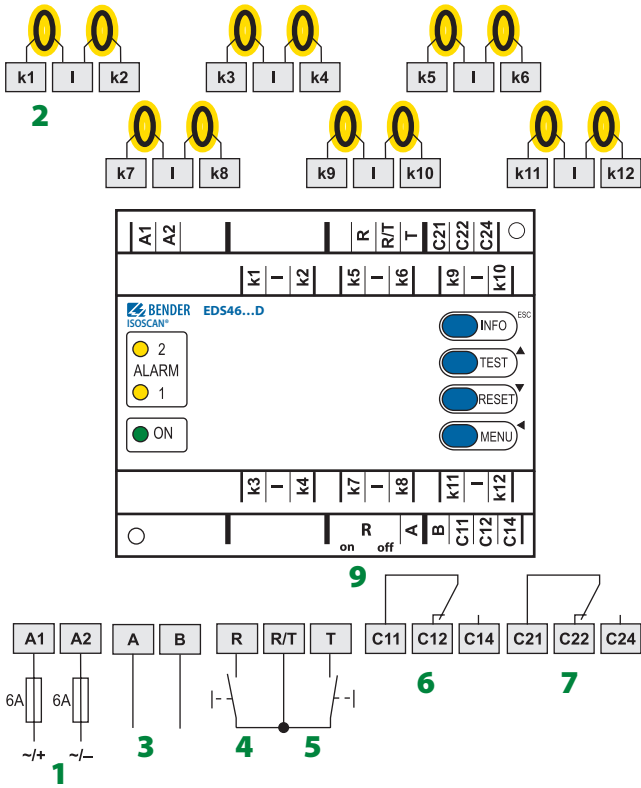 k1 I k2 k3 I k4 k5 I k6
2
k7 I k8 k9 I k10 k11 I k12
A1 A2 R R/T T C21 C22 C24
k1 I k2 k5 I k6 k9 I k10
BENDER EDS46...D
ISOSCAN®
INFO ESC
2
TEST
ALARM
1
RESET
ON
MENU
k3 I k4 k7 I k8 k11 I k12
R A B C11 C12 C14
on off
9
A1 A2 A B R R/T T C11 C12 C14 C21 C22 C24
6 7
6A 6A
3 4 5
~/+ ~/–
1